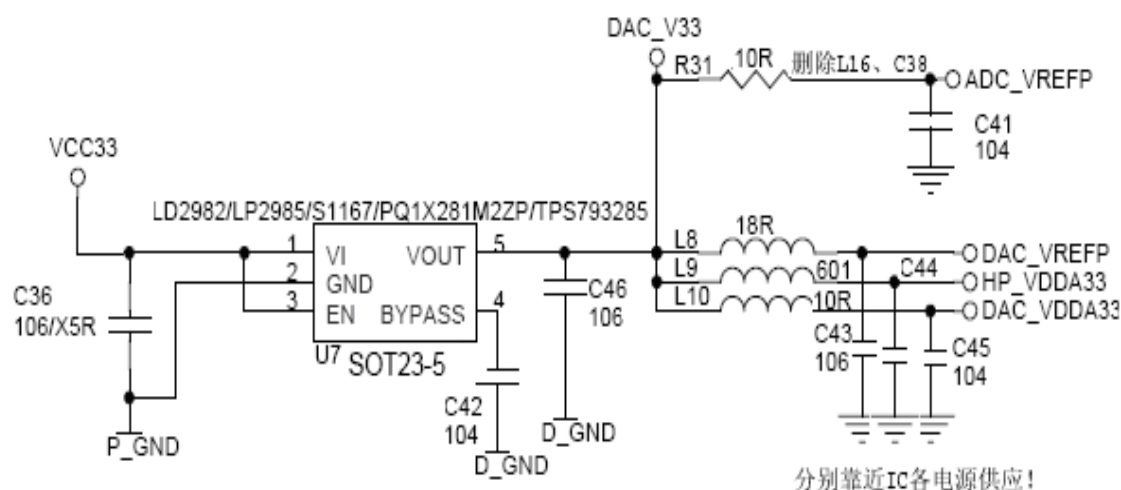 DAC_V33
R31 10R 删除L16、C38 ADC_VREFP
C41
104
VCC33
LD2982/LP2985/S1167/PQ1X281M2ZP/TPS793285
1 VI VOUT 5
2 GND
3 EN BYPASS 4
U7 SOT23-5
C36
106/X5R
P_GND
C42
104
D_GND
C46
106
D_GND
L8 18R DAC_VREFP
L9 601 C44 HP_VDDA33
L10 10R DAC_VDDA33
C43
106
C45
104
分别靠近IC各电源供应!